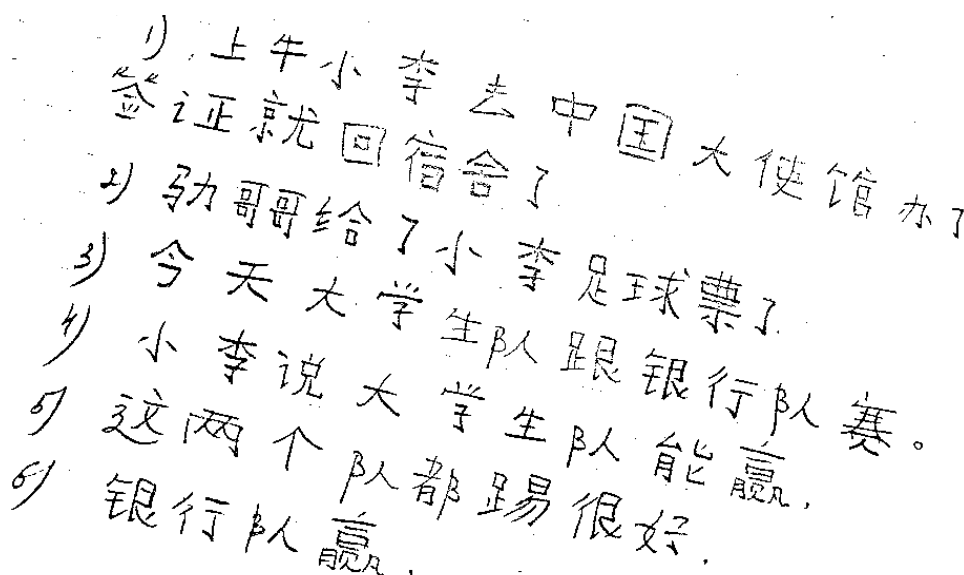 1) 上牛小李去中国大使馆办了
签证就回宿舍了
2) 哥哥给了小李足球票了.
3) 今天大学生队跟银行队赛。
4) 小李说大学生队能赢.
5) 这两个队都踢很好.
6) 银行队赢.